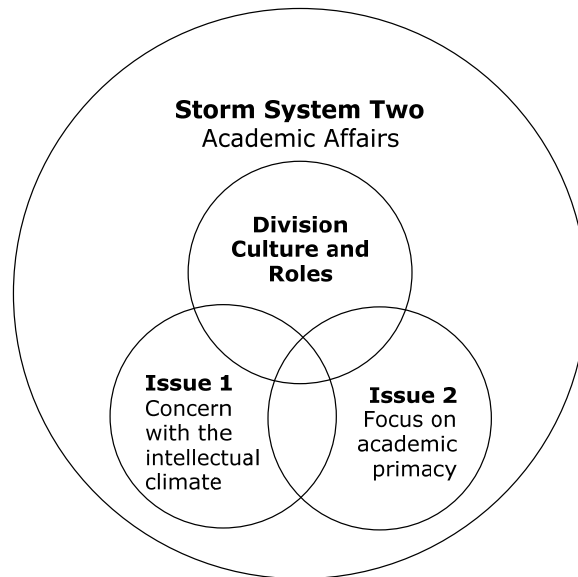 Storm System Two
Academic Affairs
Division
Culture and
Roles
Issue 1
Concern
with the
intellectual
climate
Issue 2
Focus on
academic
primacy